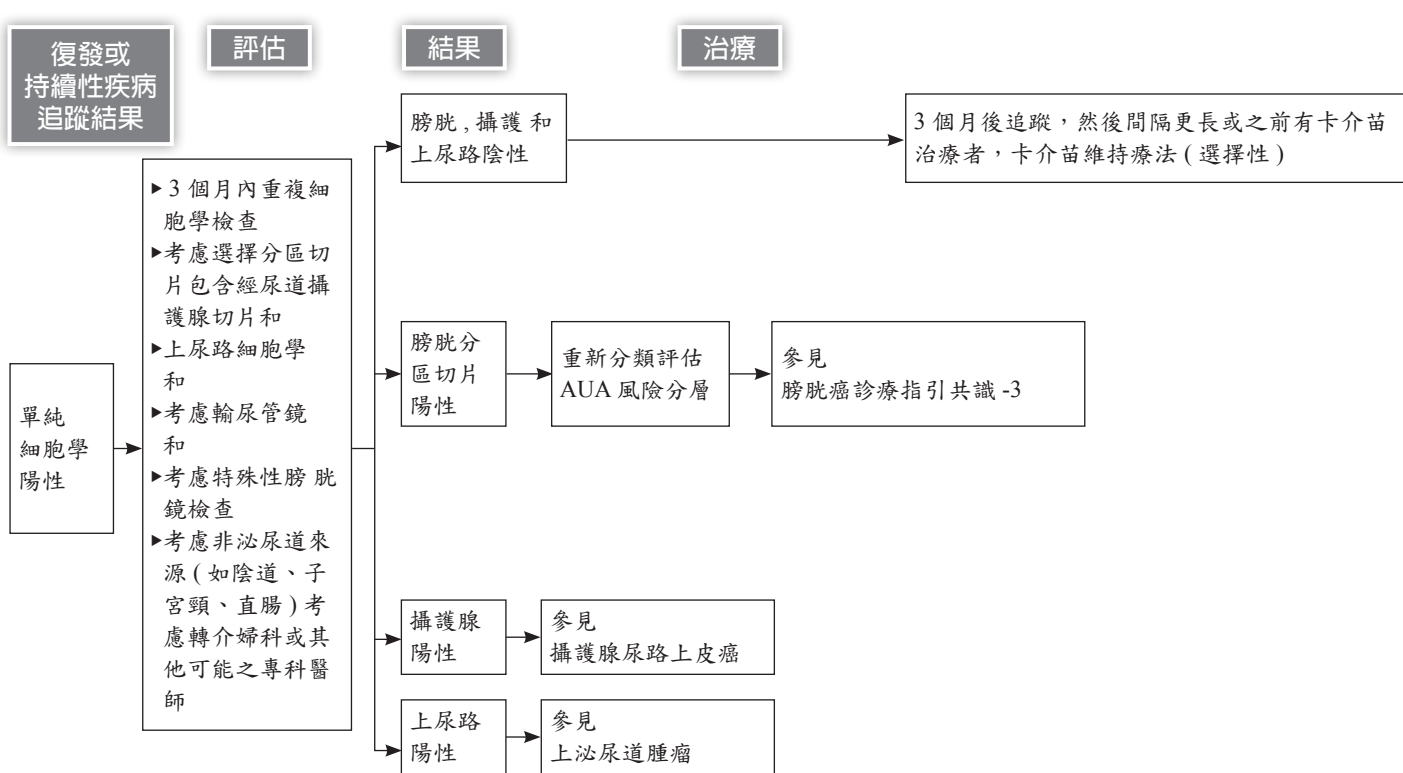 復發或
持續性疾病
追蹤結果
評估
結果
治療
單純
細胞學
陽性
▶3 個月內重複細
胞學檢查
▶考慮選擇分區切
片包含經尿道攝
護腺切片和
▶上尿路細胞學
和
▶考慮輸尿管鏡
和
▶考慮特殊性膀 胱
鏡檢查
▶考慮非泌尿道來
源 ( 如陰道、子
宮頸、直腸 ) 考
慮轉介婦科或其
他可能之專科醫
師
膀胱 , 攝護 和
上尿路陰性
3 個月後追蹤，然後間隔更長或之前有卡介苗
治療者，卡介苗維持療法 ( 選擇性 )
膀胱分
區切片
陽性
重新分類評估
AUA 風險分層
參見
膀胱癌診療指引共識 -3
攝護腺
陽性
參見
攝護腺尿路上皮癌
上尿路
陽性
參見
上泌尿道腫瘤